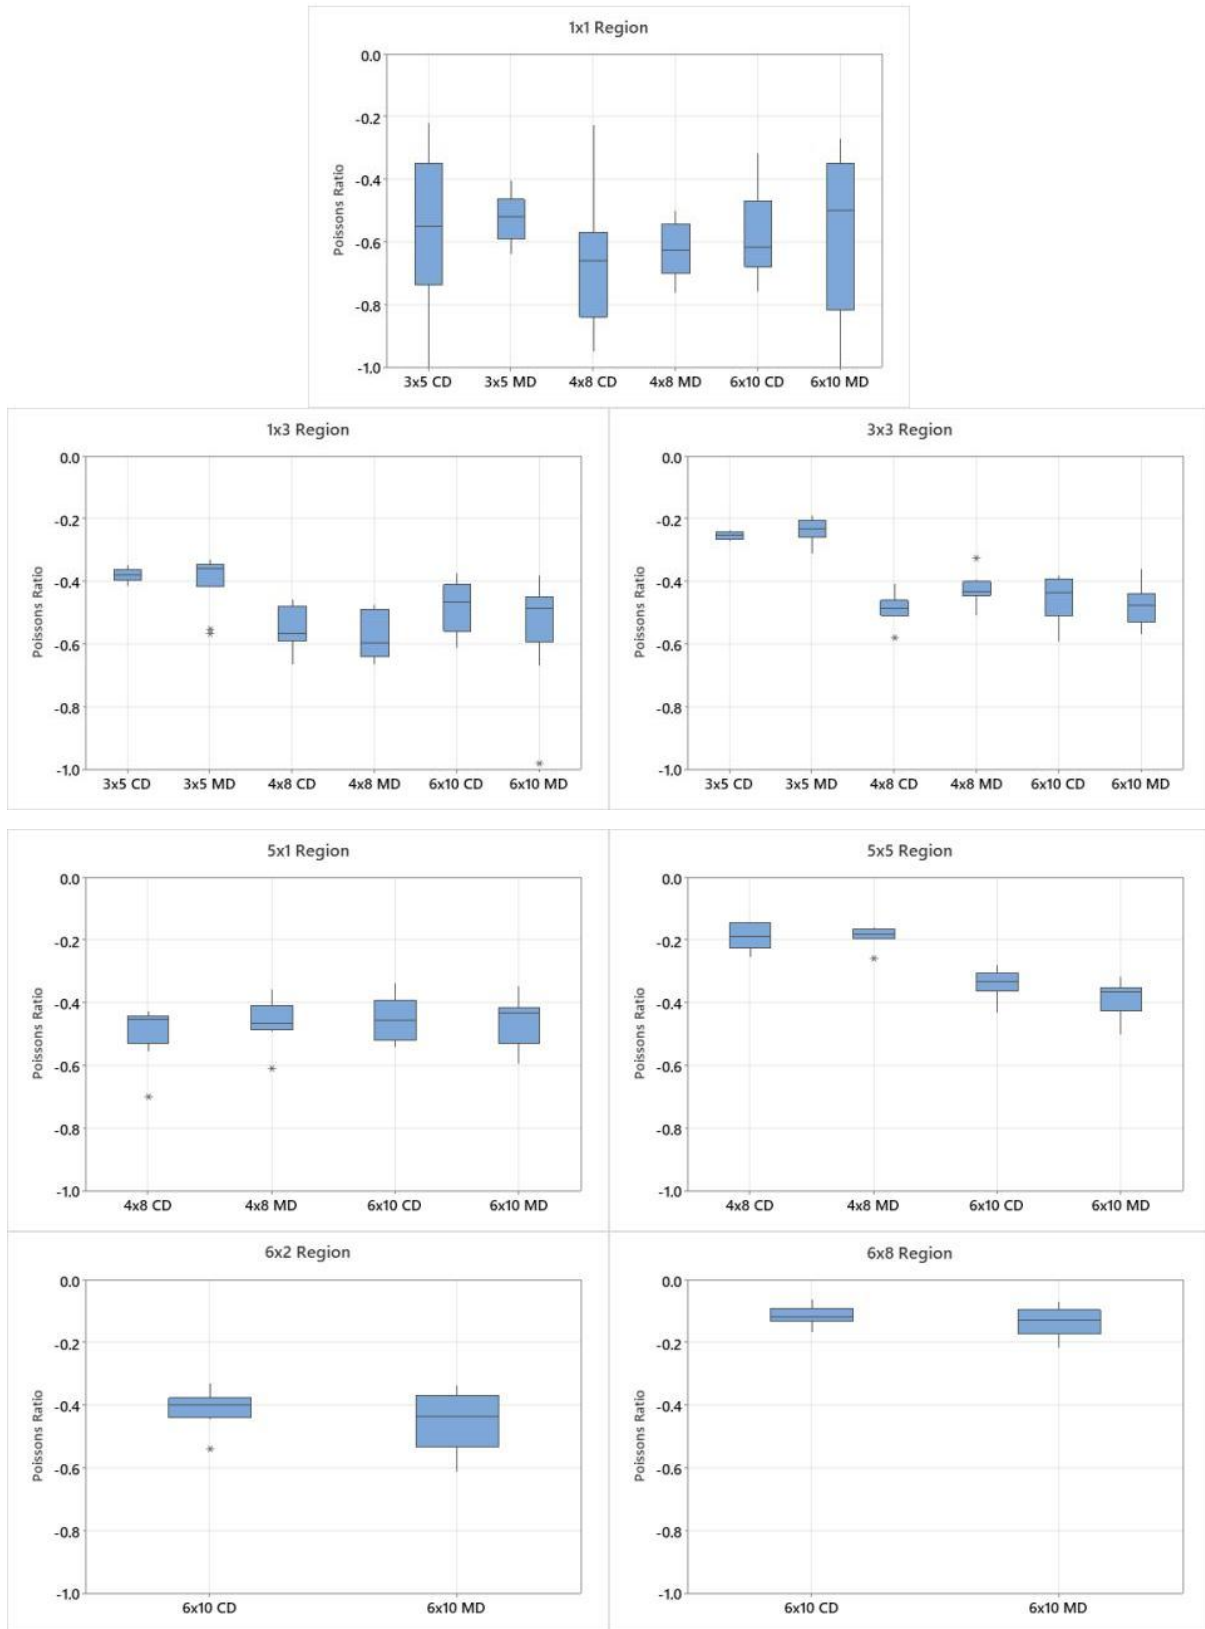 1x1 Region
0.0
-0.2
-0.4
-0.6
-0.8
-1.0
Poissons Ratio
3x5 CD 3x5 MD 4x8 CD 4x8 MD 6x10 CD 6x10 MD
1x3 Region
0.0
-0.2
-0.4
-0.6
-0.8
-1.0
Poissons Ratio
3x5 CD 3x5 MD 4x8 CD 4x8 MD 6x10 CD 6x10 MD
3x3 Region
0.0
-0.2
-0.4
-0.6
-0.8
-1.0
Poissons Ratio
3x5 CD 3x5 MD 4x8 CD 4x8 MD 6x10 CD 6x10 MD
5x1 Region
0.0
-0.2
-0.4
-0.6
-0.8
-1.0
Poissons Ratio
4x8 CD 4x8 MD 6x10 CD 6x10 MD
5x5 Region
0.0
-0.2
-0.4
-0.6
-0.8
-1.0
Poissons Ratio
4x8 CD 4x8 MD 6x10 CD 6x10 MD
6x2 Region
0.0
-0.2
-0.4
-0.6
-0.8
-1.0
Poissons Ratio
6x10 CD 6x10 MD
6x8 Region
0.0
-0.2
-0.4
-0.6
-0.8
-1.0
Poissons Ratio
6x10 CD 6x10 MD